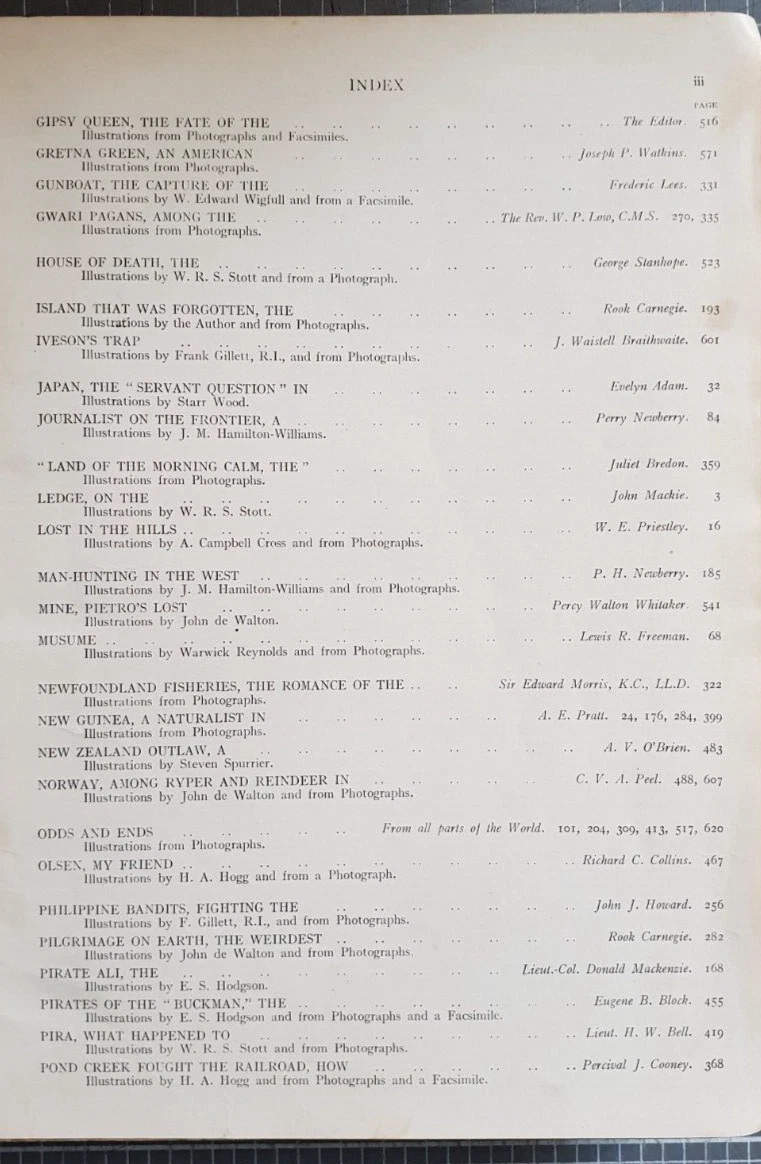 INDEX iii
PAGE
GIPSY QUEEN, THE FATE OF THE .. .. .. .. .. .. .. .. .. The Editor. 516
Illustrations from Photographs and Facsimiles.
GRETNA GREEN, AN AMERICAN .. .. .. .. .. .. .. .. Joseph P. Watkins. 571
Illustrations from Photographs.
GUNBOAT, THE CAPTURE OF THE .. .. .. .. .. .. .. .. Frederic Lees. 331
Illustrations by W. Edward Wigfull and from a Facsimile.
GWARI PAGANS, AMONG THE .. .. .. .. .. .. .. The Rev. W. P. Low, C.M.S. 270, 335
Illustrations from Photographs.
HOUSE OF DEATH, THE .. .. .. .. .. .. .. .. .. .. George Stanhope. 523
Illustrations by W. R. S. Stott and from a Photograph.
ISLAND THAT WAS FORGOTTEN, THE .. .. .. .. .. .. .. Rook Carnegie. 193
Illustrations by the Author and from Photographs.
IVESON'S TRAP .. .. .. .. .. .. .. .. .. .. J. Waistell Braithwaite. 601
Illustrations by Frank Gillett, R.I., and from Photographs.
JAPAN, THE "SERVANT QUESTION" IN .. .. .. .. .. .. .. Evelyn Adam. 32
Illustrations by Starr Wood.
JOURNALIST ON THE FRONTIER, A .. .. .. .. .. .. .. .. Perry Newberry. 84
Illustrations by J. M. Hamilton-Williams.
"LAND OF THE MORNING CALM, THE" .. .. .. .. .. .. .. Juliet Bredon. 359
Illustrations from Photographs.
LEDGE, ON THE .. .. .. .. .. .. .. .. .. .. .. John Mackie. 3
Illustrations by W. R. S. Stott.
LOST IN THE HILLS .. .. .. .. .. .. .. .. .. .. .. W. E. Priestley. 16
Illustrations by A. Campbell Cross and from Photographs.
MAN-HUNTING IN THE WEST .. .. .. .. .. .. .. .. .. P. H. Newberry. 185
Illustrations by J. M. Hamilton-Williams and from Photographs.
MINE, PIETRO'S LOST .. .. .. .. .. .. .. .. .. Percy Walton Whitaker. 541
Illustrations by John de Walton.
MUSUME .. .. .. .. .. .. .. .. .. .. .. .. .. Lewis R. Freeman. 68
Illustrations by Warwick Reynolds and from Photographs.
NEWFOUNDLAND FISHERIES, THE ROMANCE OF THE .. .. Sir Edward Morris, K.C., LL.D. 322
Illustrations from Photographs.
NEW GUINEA, A NATURALIST IN .. .. .. .. .. .. A. E. Pratt. 24, 176, 284, 399
Illustrations from Photographs.
NEW ZEALAND OUTLAW, A .. .. .. .. .. .. .. .. .. A. V. O'Brien. 483
Illustrations by Steven Spurrier.
NORWAY, AMONG RYPER AND REINDEER IN .. .. .. .. .. C. V. A. Peel. 488, 607
Illustrations by John de Walton and from Photographs.
ODDS AND ENDS .. .. .. .. .. From all parts of the World. 101, 204, 309, 413, 517, 620
Illustrations from Photographs.
OLSEN, MY FRIEND .. .. .. .. .. .. .. .. .. .. .. Richard C. Collins. 467
Illustrations by H. A. Hogg and from a Photograph.
PHILIPPINE BANDITS, FIGHTING THE .. .. .. .. .. .. .. John J. Howard. 256
Illustrations by F. Gillett, R.I., and from Photographs.
PILGRIMAGE ON EARTH, THE WEIRDEST .. .. .. .. .. .. .. Rook Carnegie. 282
Illustrations by John de Walton and from Photographs.
PIRATE ALI, THE .. .. .. .. .. .. .. .. .. Lieut.-Col. Donald Mackenzie. 168
Illustrations by E. S. Hodgson.
PIRATES OF THE "BUCKMAN," THE .. .. .. .. .. .. .. .. Eugene B. Block. 455
Illustrations by E. S. Hodgson and from Photographs and a Facsimile.
PIRA, WHAT HAPPENED TO .. .. .. .. .. .. .. .. .. Lieut. H. W. Bell. 419
Illustrations by W. R. S. Stott and from Photographs.
POND CREEK FOUGHT THE RAILROAD, HOW .. .. .. .. .. .. Percival J. Cooney. 368
Illustrations by H. A. Hogg and from Photographs and a Facsimile.